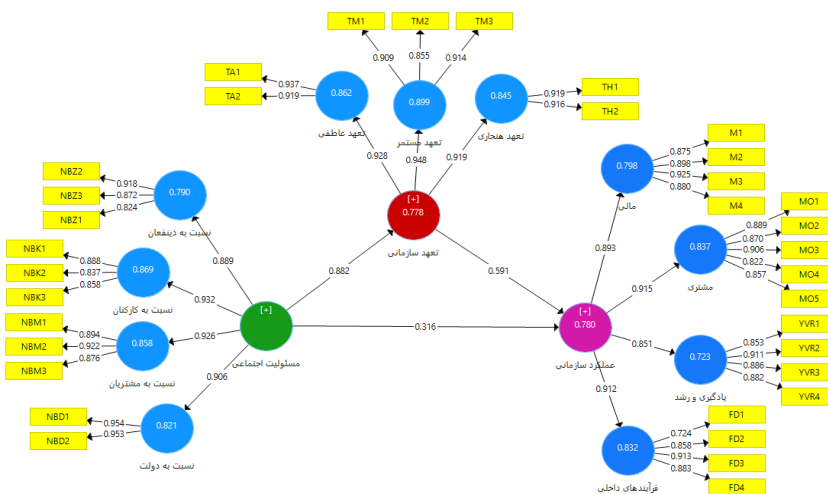 TM1
TM2
TM3
0.909
0.855
0.914
TA1
TA2
0.937
0.919
0.862
تعهد عاطفی
0.899
تعهد مستمر
0.845
تعهد هنجاری
0.919
0.916
TH1
TH2
0.928
0.948
0.919
[+]
0.778
تعهد سازمانی
NBZ2
NBZ3
NBZ1
0.918
0.872
0.824
0.790
نسبت به ذینفعان
0.889
NBK1
NBK2
NBK3
0.888
0.837
0.858
0.869
نسبت به کارکنان
0.932
NBM1
NBM2
NBM3
0.894
0.922
0.876
0.858
نسبت به مشتریان
0.926
NBD1
NBD2
0.954
0.953
0.821
نسبت به دولت
0.906
[+]
مسئولیت اجتماعی
0.882
0.316
0.591
[+]
0.780
عملکرد سازمانی
0.893
0.915
0.851
0.912
0.798
مالی
0.875
0.898
0.925
0.880
M1
M2
M3
M4
0.837
مشتری
0.889
0.870
0.906
0.822
0.857
MO1
MO2
MO3
MO4
MO5
0.723
یادگیری و رشد
0.853
0.911
0.886
0.882
YVR1
YVR2
YVR3
YVR4
0.832
فرآیندهای داخلی
0.724
0.858
0.913
0.883
FD1
FD2
FD3
FD4